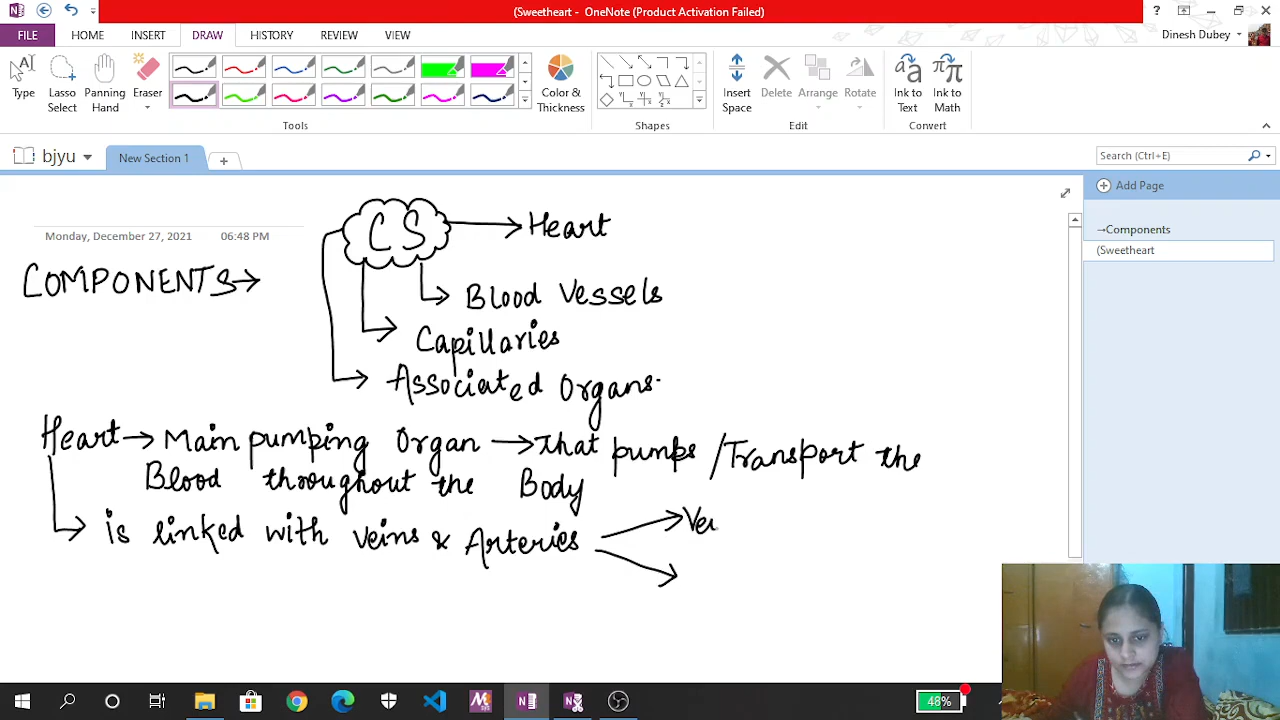 (Sweetheart - OneNote (Product Activation Failed)
FILE HOME INSERT DRAW HISTORY REVIEW VIEW Dinesh Dubey
Type Lasso Select Panning Hand Eraser Color & Thickness Insert Space Delete Arrange Rotate Ink to Text Ink to Math
Tools Shapes Edit Convert
bjyu New Section 1 Search (Ctrl+E)
Add Page
Components
(Sweetheart
Monday, December 27, 2021 06:48 PM
CS → Heart
COMPONENTS →
Blood Vessels
Capillaries
Associated Organs.
Heart → Main pumping Organ → That pumps /Transport the
Blood throughout the Body
is linked with veins & Arteries
Vei
48%